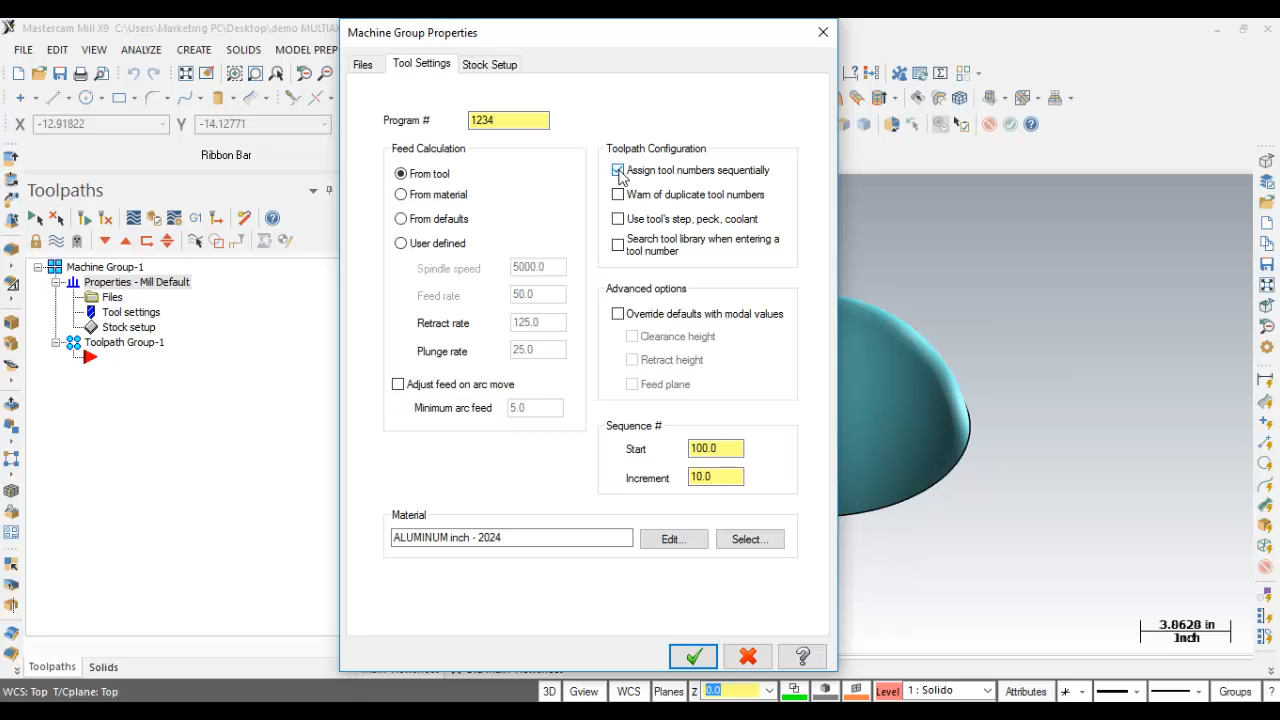 Mastercam Mill X9 C:\Users\Marketing PC\Desktop\demo MULTIAX
Machine Group Properties
FILE EDIT VIEW ANALYZE CREATE SOLIDS MODEL PREP
Files Tool Settings Stock Setup
X -12.91822 Y -14.12771
Program # 1234
Ribbon Bar
Feed Calculation
Toolpath Configuration
From tool
Assign tool numbers sequentially
Toolpaths
From material
Warn of duplicate tool numbers
G1
From defaults
Use tool's step, peck, coolant
User defined
Search tool library when entering a
tool number
Machine Group-1
Spindle speed 5000.0
Properties - Mill Default
Advanced options
Files
Feed rate 50.0
Tool settings
Override defaults with modal values
Stock setup
Retract rate 125.0
Clearance height
Toolpath Group-1
Plunge rate 25.0
Retract height
Adjust feed on arc move
Feed plane
Minimum arc feed 5.0
Sequence #
Start 100.0
Increment 10.0
Material
ALUMINUM inch - 2024 Edit... Select...
3.8628 in
Inch
Toolpaths Solids
WCS: Top T/Cplane: Top
3D Gview WCS Planes Z 0.0 Level 1 : Solido Attributes Groups ?